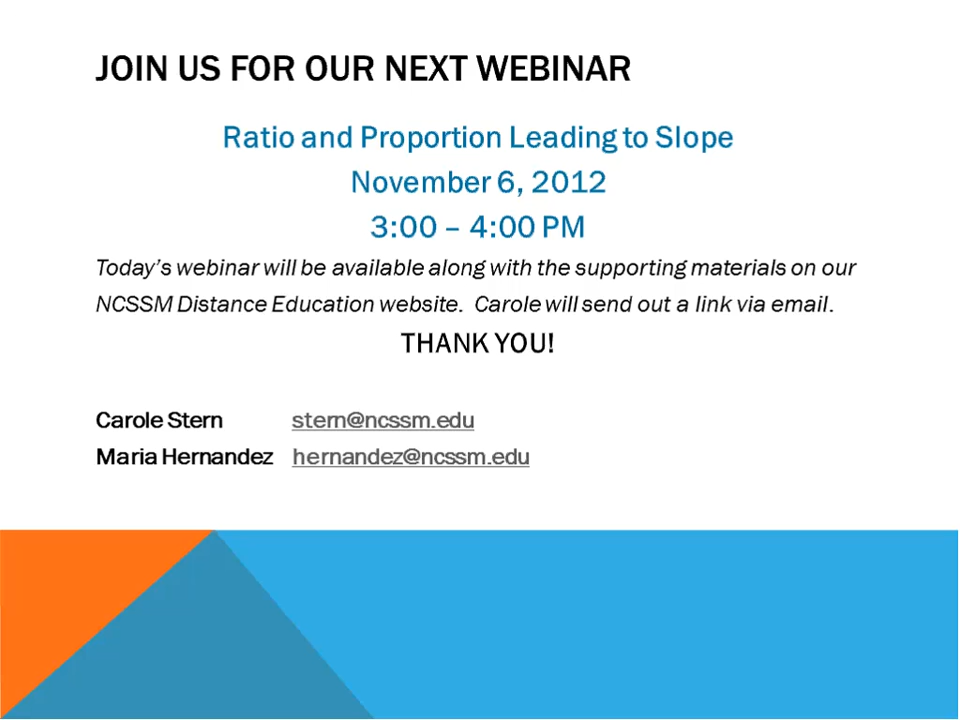 JOIN US FOR OUR NEXT WEBINAR
Ratio and Proportion Leading to Slope
November 6, 2012
3:00 – 4:00 PM
Today's webinar will be available along with the supporting materials on our
NCSSM Distance Education website.  Carole will send out a link via email.
THANK YOU!
Carole Stern stern@ncssm.edu
Maria Hernandez hernandez@ncssm.edu